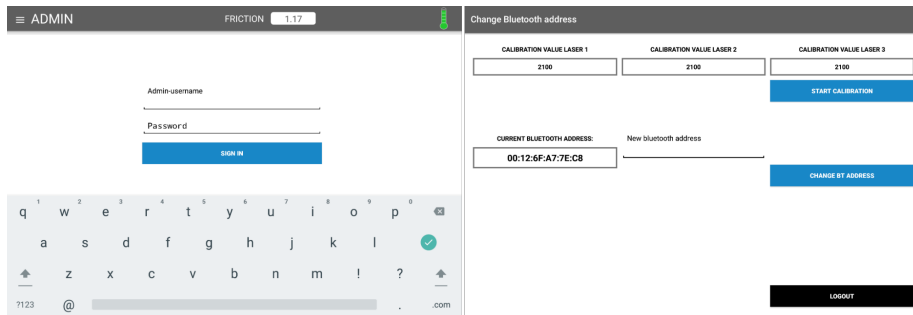 ≡ ADMIN
FRICTION 1.17
Admin-username
Password
SIGN IN
q 1 w 2 e 3 r 4 t 5 y 6 u 7 i 8 o 9 p 0
a s d f g h j k l
z x c v b n m ! ?
?123 @ . .com
Change Bluetooth address
CALIBRATION VALUE LASER 1 CALIBRATION VALUE LASER 2 CALIBRATION VALUE LASER 3
2100 2100 2100
START CALIBRATION
CURRENT BLUETOOTH ADDRESS: New bluetooth address
00:12:6F:A7:7E:C8
CHANGE BT ADDRESS
LOGOUT